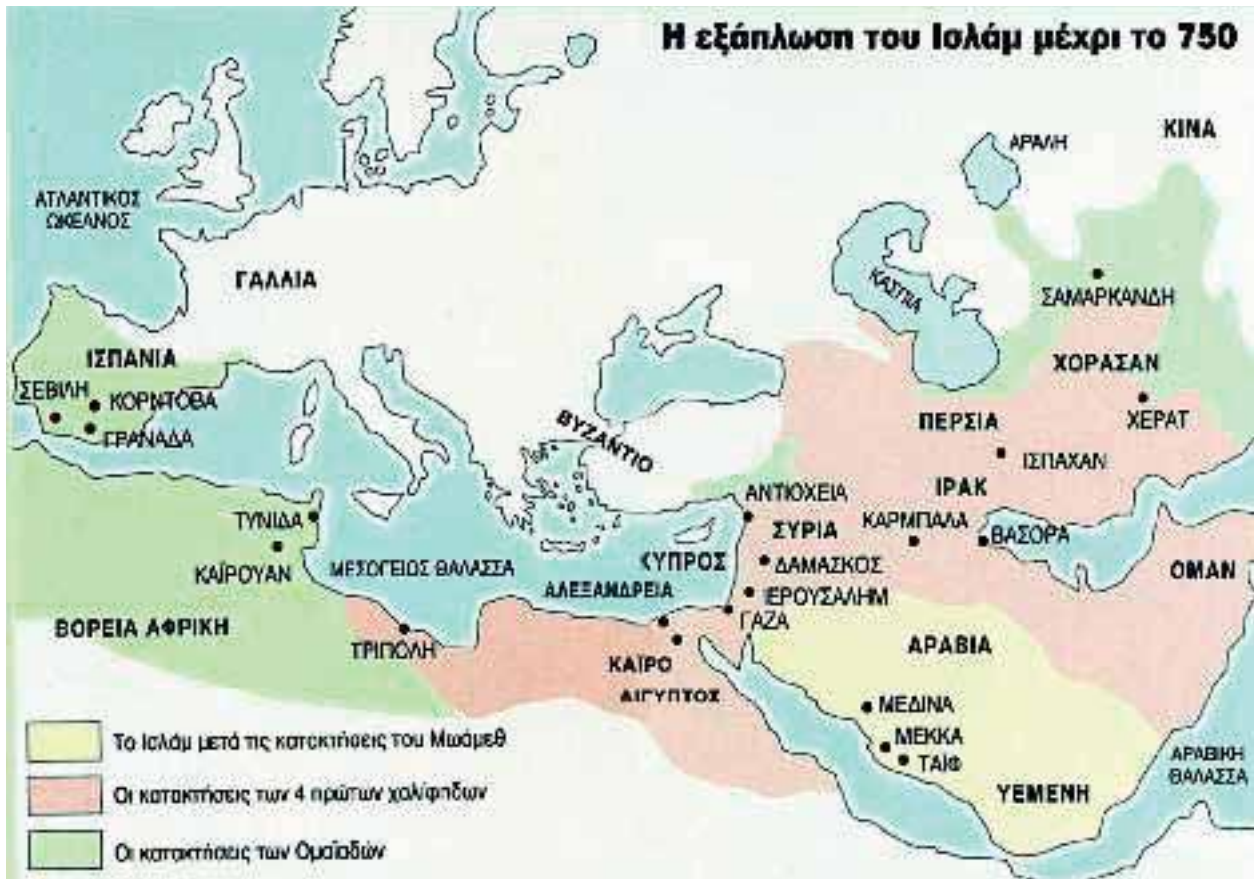 Η εξάπλωση του Ισλάμ μέχρι το 750
ΚΙΝΑ
ΑΡΑΛΗ
ΑΤΛΑΝΤΙΚΟΣ
ΩΚΕΑΝΟΣ
ΓΑΛΛΙΑ
ΚΑΣΠΙΑ
ΣΑΜΑΡΚΑΝΔΗ
ΙΣΠΑΝΙΑ
ΧΟΡΑΣΑΝ
ΣΕΒΙΛΗ
ΚΟΡΝΤΟΒΑ
ΓΡΑΝΑΔΑ
ΒΥΖΑΝΤΙΟ
ΠΕΡΣΙΑ
ΧΕΡΑΤ
ΙΣΠΑΧΑΝ
ΑΝΤΙΟΧΕΙΑ
ΙΡΑΚ
ΤΥΝΙΔΑ
ΣΥΡΙΑ
ΚΑΡΜΠΑΛΑ
ΒΑΣΟΡΑ
ΚΑΪΡΟΥΑΝ
ΜΕΣΟΓΕΙΟΣ ΘΑΛΑΣΣΑ
ΚΥΠΡΟΣ
ΔΑΜΑΣΚΟΣ
ΟΜΑΝ
ΑΛΕΞΑΝΔΡΕΙΑ
ΙΕΡΟΥΣΑΛΗΜ
ΓΑΖΑ
ΒΟΡΕΙΑ ΑΦΡΙΚΗ
ΤΡΙΠΟΛΗ
ΚΑΪΡΟ
ΑΙΓΥΠΤΟΣ
ΑΡΑΒΙΑ
ΜΕΔΙΝΑ
ΜΕΚΚΑ
ΤΑΪΦ
ΑΡΑΒΙΚΗ
ΘΑΛΑΣΣΑ
ΥΕΜΕΝΗ
Το Ισλάμ μετά τις κατακτήσεις του Μωάμεθ
Οι κατακτήσεις των 4 πρώτων χαλίφηδων
Οι κατακτήσεις των Ομαϊαδών